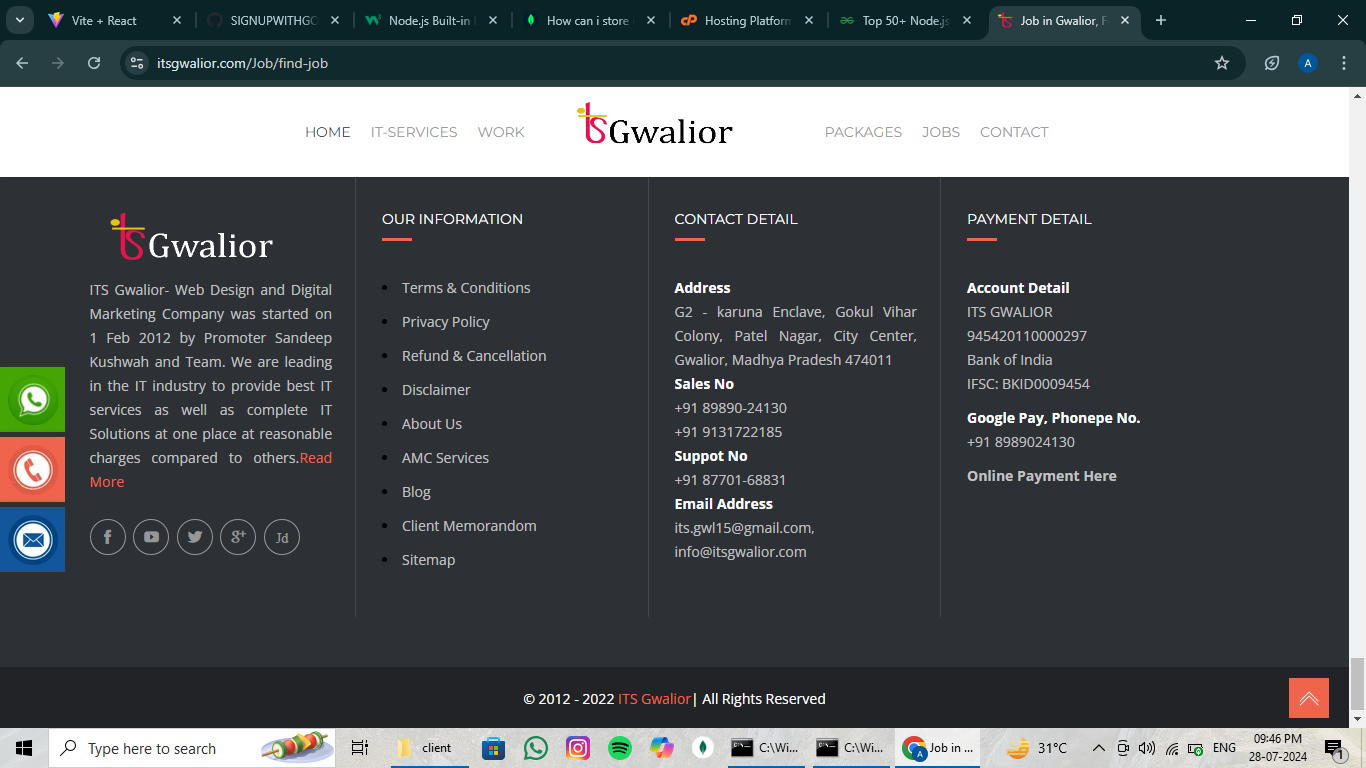 Vite + React
SIGNUPWITHGO
Node.js Built-in
How can i store
Hosting Platform
Top 50+ Node.js
Job in Gwalior, F
itsgwalior.com/Job/find-job
A
HOME
IT-SERVICES
WORK
itsGwalior
PACKAGES
JOBS
CONTACT
itsGwalior
ITS Gwalior- Web Design and Digital
Marketing Company was started on
1 Feb 2012 by Promoter Sandeep
Kushwah and Team. We are leading
in the IT industry to provide best IT
services as well as complete IT
Solutions at one place at reasonable
charges compared to others.Read
More
Jd
OUR INFORMATION
Terms & Conditions
Privacy Policy
Refund & Cancellation
Disclaimer
About Us
AMC Services
Blog
Client Memorandum
Sitemap
CONTACT DETAIL
Address
G2 - karuna Enclave, Gokul Vihar
Colony, Patel Nagar, City Center,
Gwalior, Madhya Pradesh 474011
Sales No
+91 89890-24130
+91 9131722185
Suppot No
+91 87701-68831
Email Address
its.gwl15@gmail.com,
info@itsgwalior.com
PAYMENT DETAIL
Account Detail
ITS GWALIOR
945420110000297
Bank of India
IFSC: BKID0009454
Google Pay, Phonepe No.
+91 8989024130
Online Payment Here
© 2012 - 2022 ITS Gwalior| All Rights Reserved
Type here to search
client
C:\Wi...
C:\Wi...
Job in ...
31°C
ENG
09:46 PM
28-07-2024
1